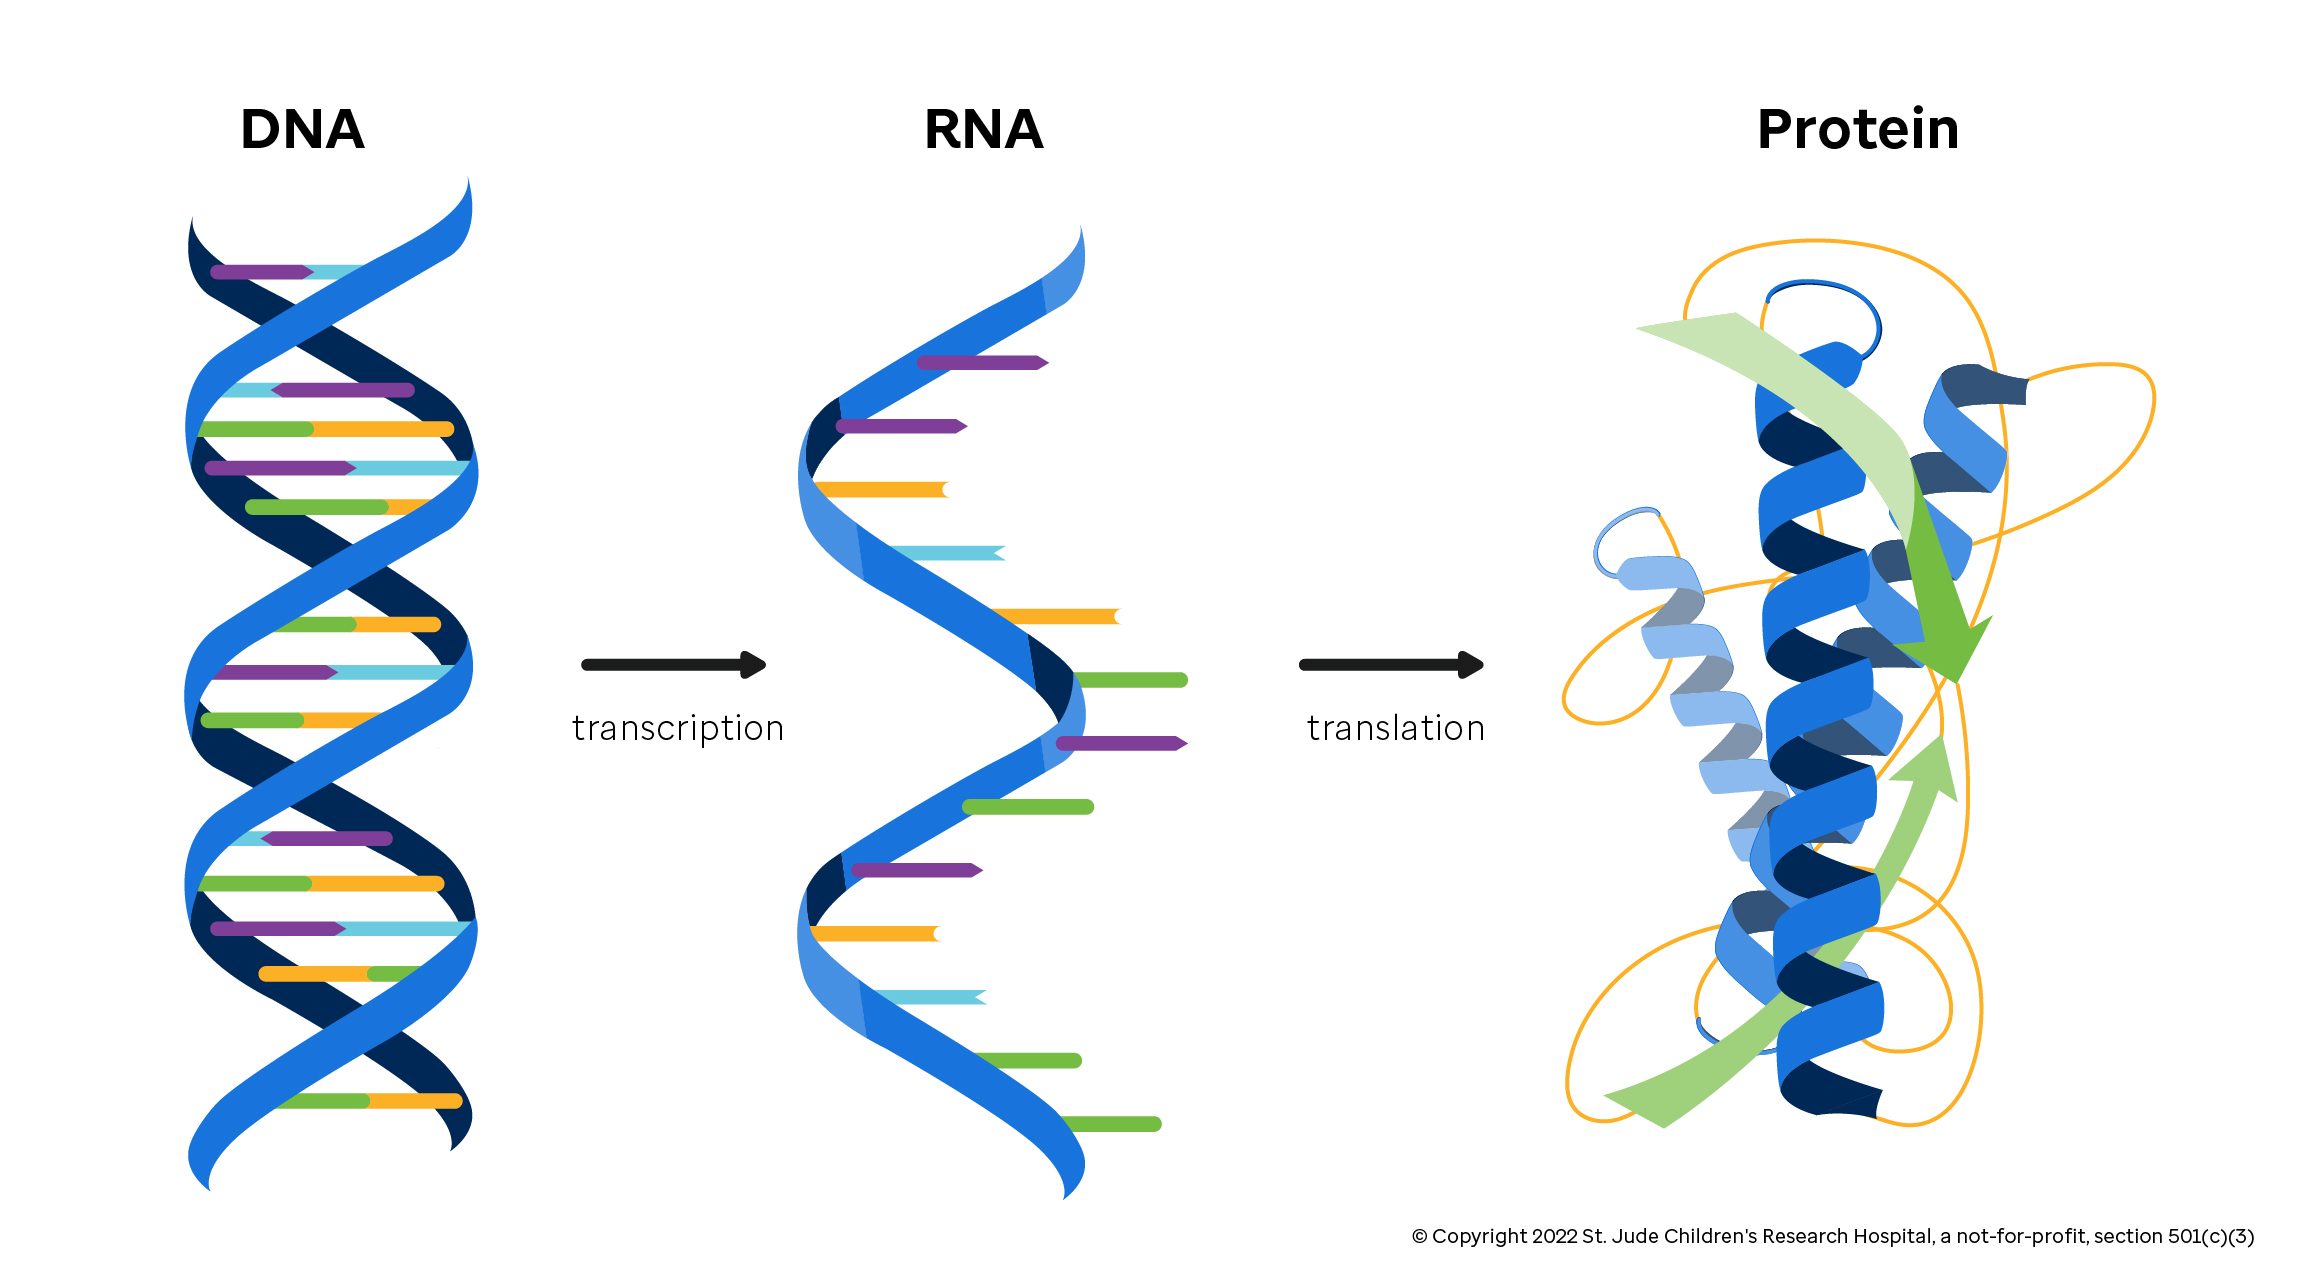 DNA
RNA
Protein
transcription
translation
© Copyright 2022 St. Jude Children's Research Hospital, a not-for-profit, section 501(c)(3)